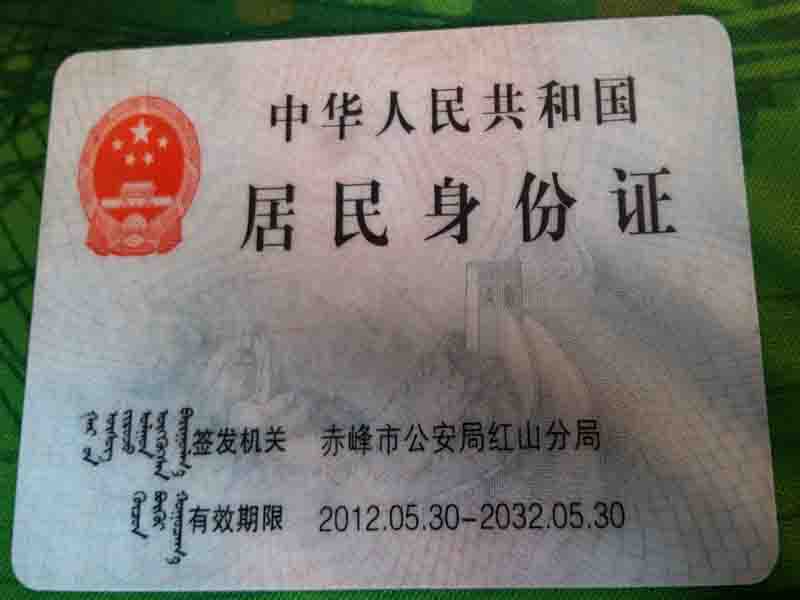 中华人民共和国
居民身份证
签发机关 赤峰市公安局红山分局
有效期限 2012.05.30-2032.05.30